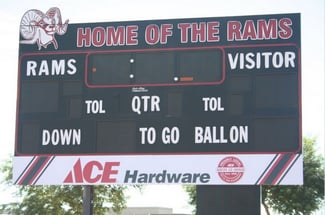 HOME OF THE RAMS
RAMS VISITOR
TOL QTR TOL
DOWN TO GO BALL ON
ACE Hardware